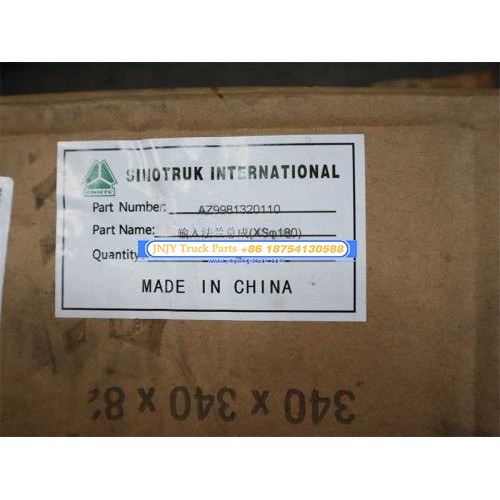 SINOTRUK INTERNATIONAL
CNHTC
Part Number: AZ9981320110
Part Name: 输入法兰总成(XSφ180)
JNJY Truck Parts +86 18754130588
Quantity
MADE IN CHINA
340 x 340 x 8